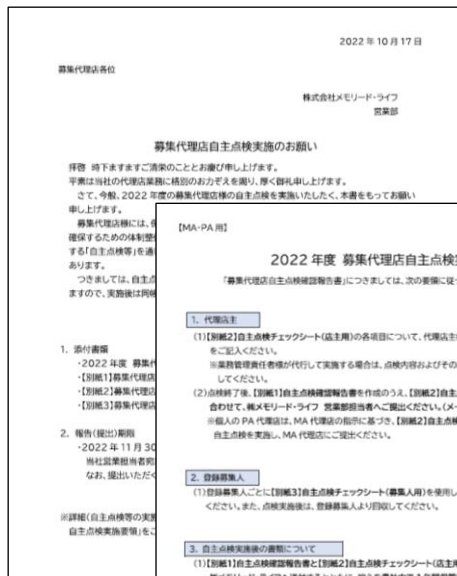 2022年10月17日
募集代理店各位
株式会社メモリード・ライフ
営業部
募集代理店自主点検実施のお願い
拝啓 時下ますますご清栄のこととお慶び申し上げます。
平素は当社の代理店業務に格別のお力ぞえを賜り、厚く御礼申し上げます。
さて、今般、2022年度の募集代理店様の自主点検を実施いたしたく、本書をもってお願い
申し上げます。
募集代理店様には、
確保するための体制整
する「自主点検等」を通
あります。
つきましては、自主点
ますので、実施後は同
1. 添付書類
・2022年度 募集代
・【別紙1】募集代理店
・【別紙2】募集代理店
・【別紙3】募集代理店
2. 報告(提出)期限
・2022年11月30
当社営業担当者宛
なお、提出いただく
※詳細(自主点検等の実施
自主点検実施要領」をご
【MA・PA用】
2022年度 募集代理店自主点検実
「募集代理店自主点検確認報告書」につきましては、次の要領に従
1. 代理店主
(1)【別紙2】自主点検チェックシート(店主用)の各項目について、代理店主
をご記入ください。
※業務管理責任者様が代行して実施する場合は、点検内容およびその
してください。
(2)点検終了後、【別紙1】自主点検確認報告書を作成のうえ、【別紙2】自主
合わせて、㈱メモリード・ライフ 営業部担当者へご提出ください。(メー
※個人のPA代理店は、MA代理店の指示に基づき、【別紙2】自主点検
自主点検を実施し、MA代理店にご提出ください。
2. 登録募集人
(1)登録募集人ごとに【別紙3】自主点検チェックシート(募集人用)を使用し
ください。また、点検実施後は、登録募集人より回収してください。
3. 自主点検実施後の書類について
(1)【別紙1】自主点検確認報告書と【別紙2】自主点検チェックシート(店主用